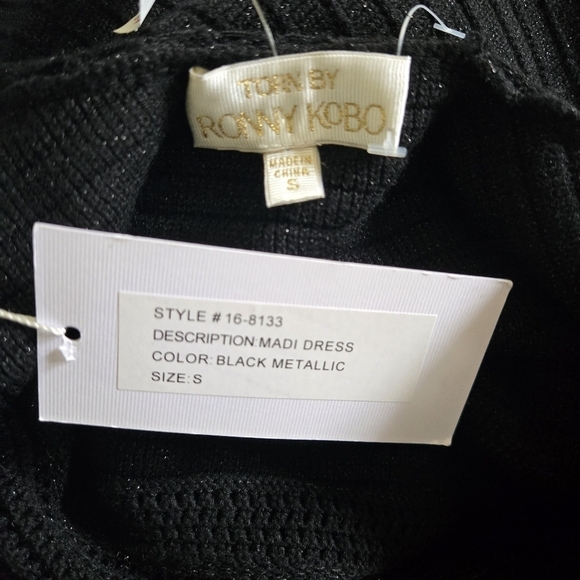 TORN BY
RONNY KOBO
MADE IN
CHINA
S
STYLE # 16-8133
DESCRIPTION: MADI DRESS
COLOR: BLACK METALLIC
SIZE: S